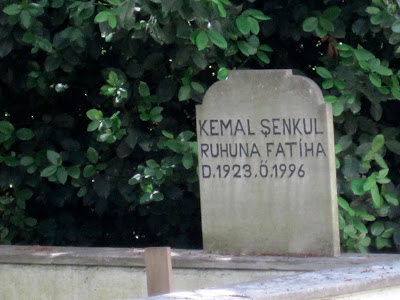 KEMAL ŞENKUL
RUHUNA FATİHA
D.1923.Ö.1996